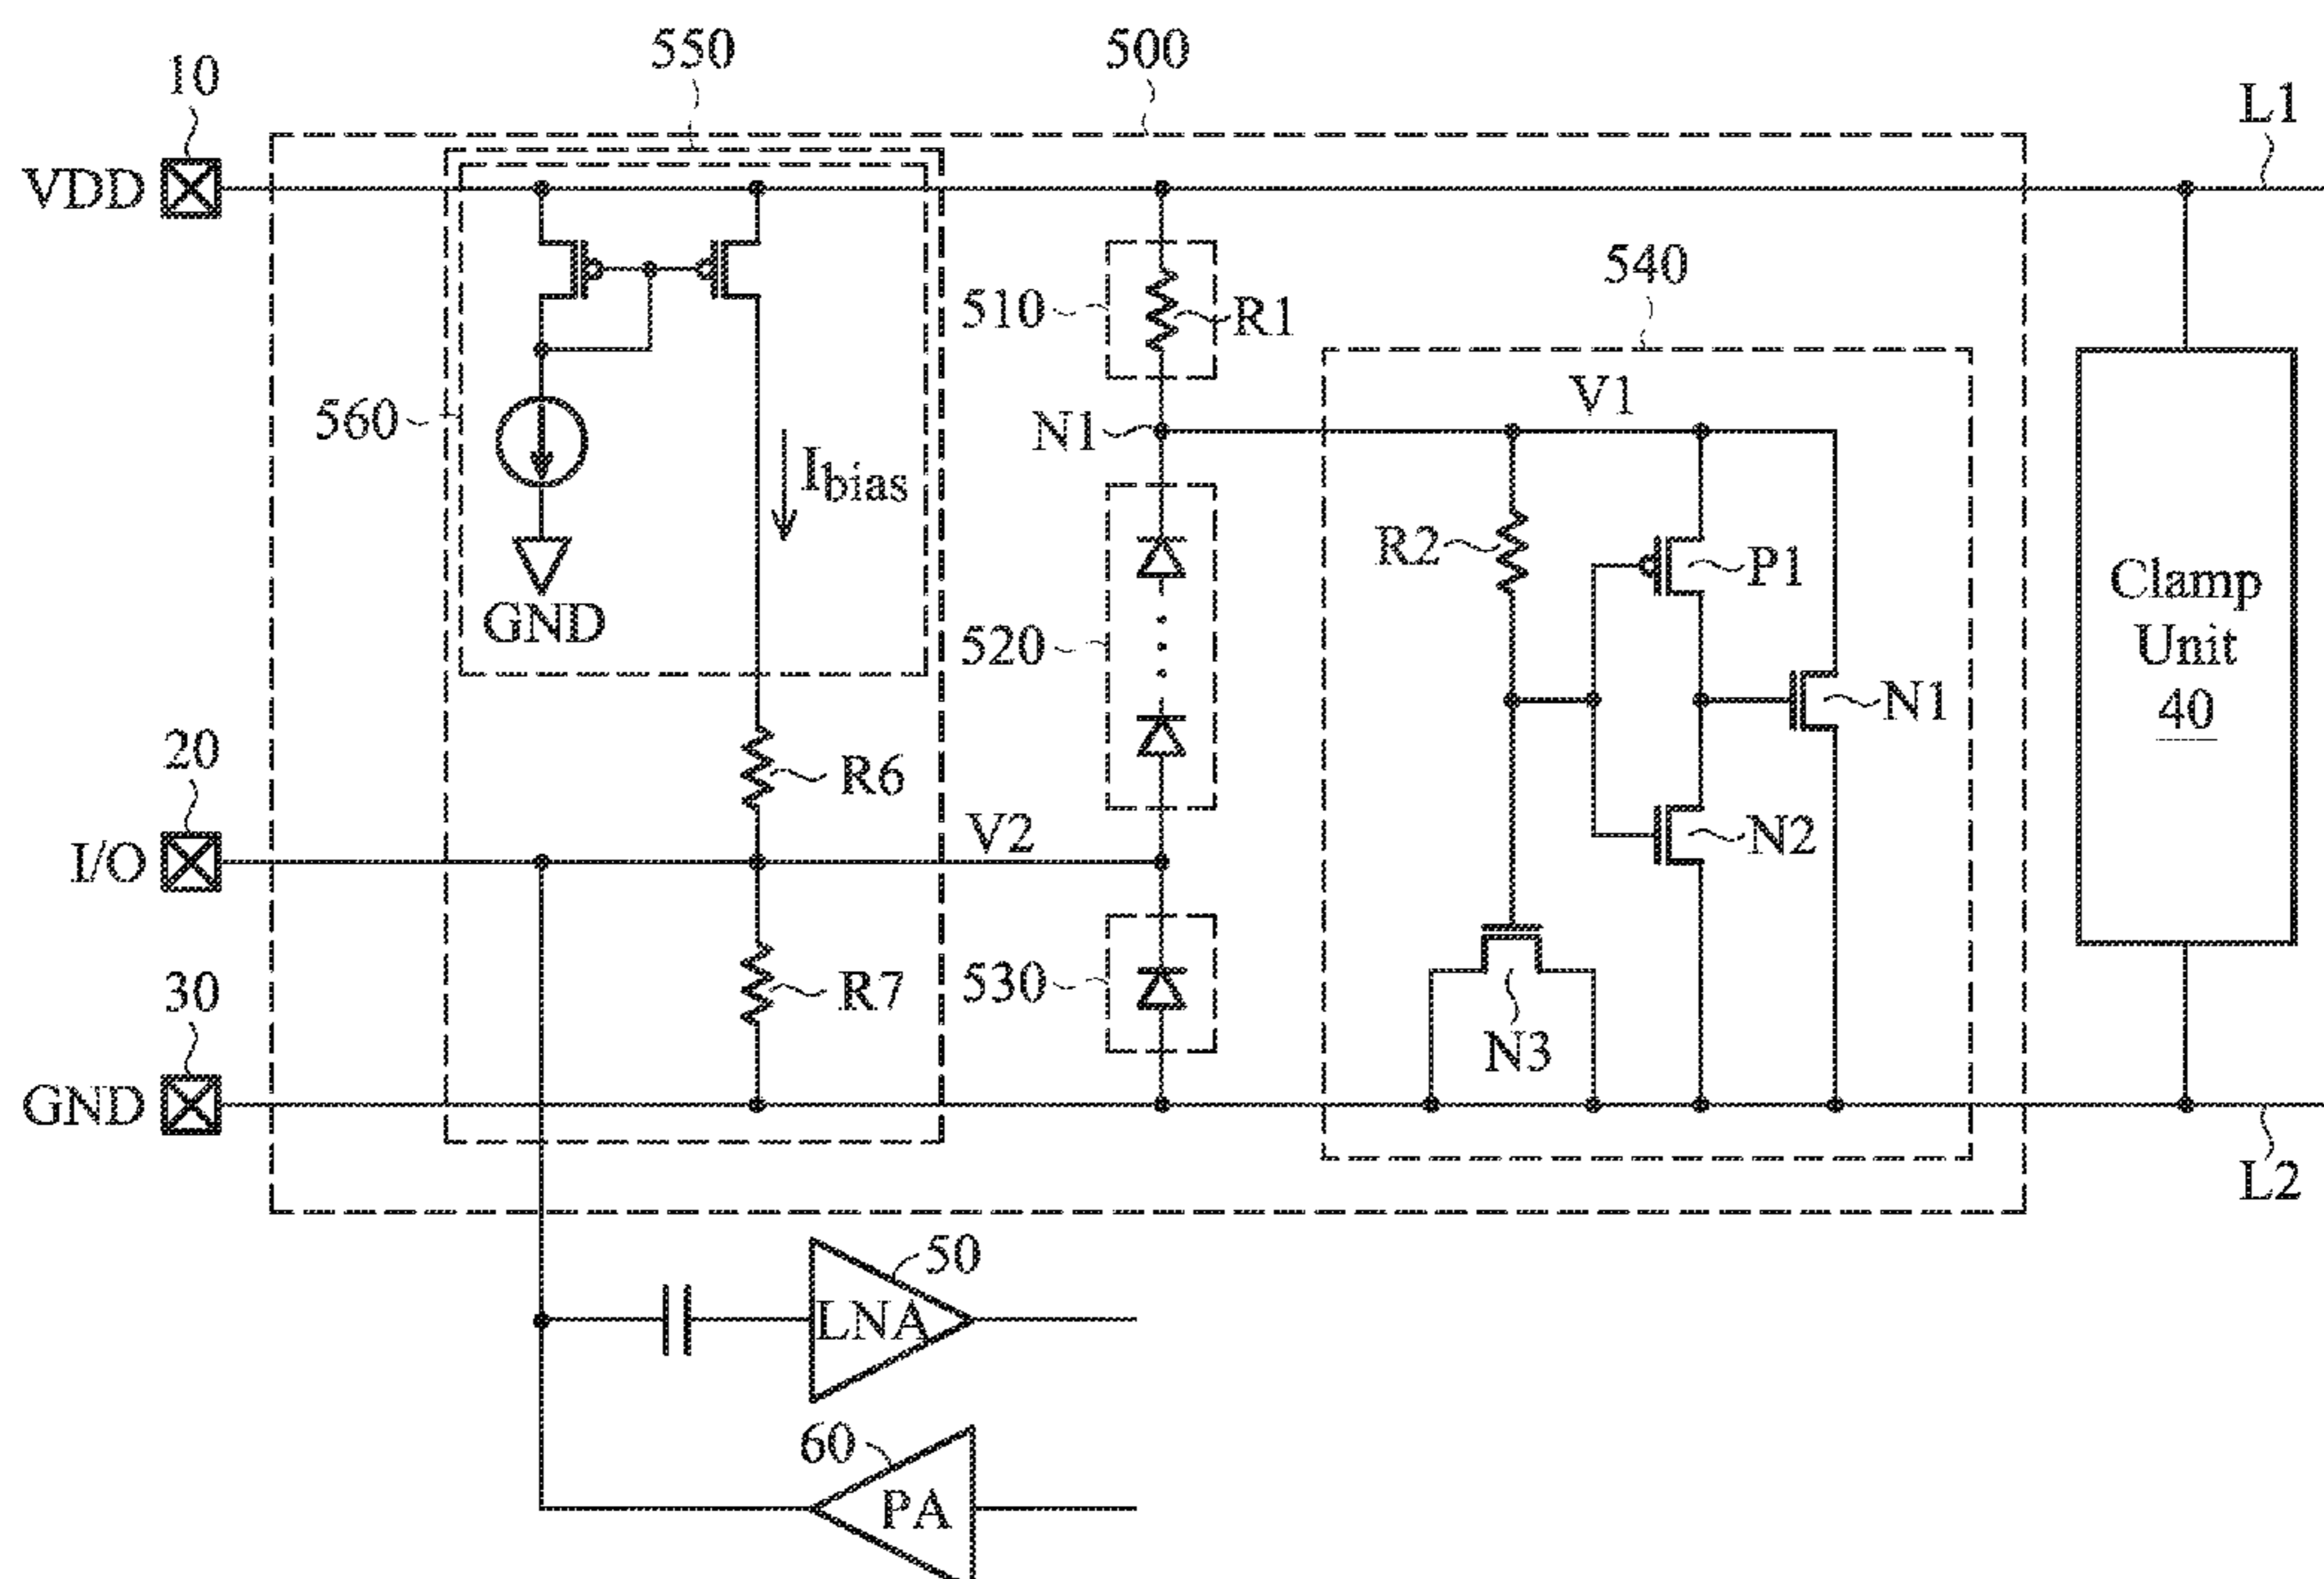 550
500
10
L1
VDD
540
510
R1
V1
560
N1
Ibias
R2
P1
Clamp
Unit
40
GND
520
N1
20
R6
V2
N2
I/O
530
R7
30
N3
GND
L2
50
LNA
60
PA